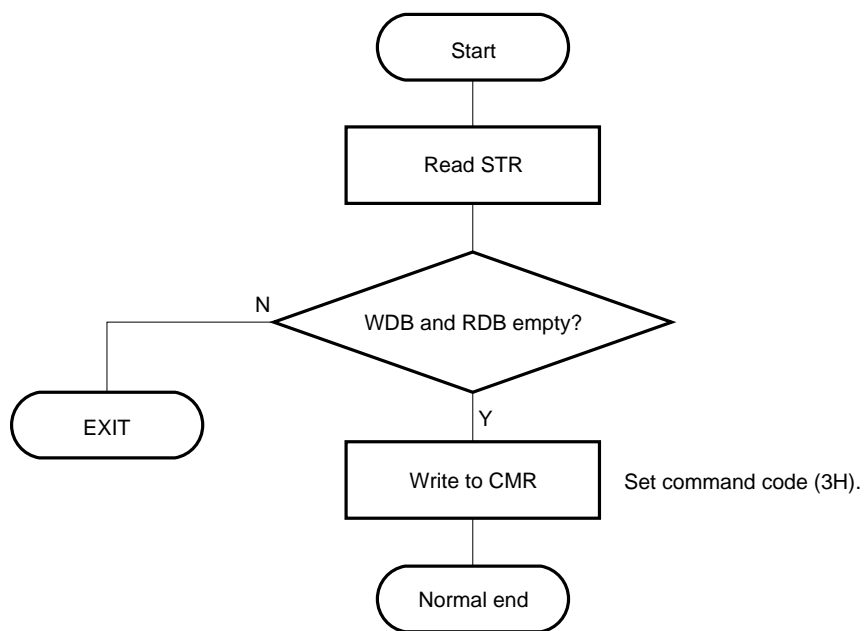 Start
Read STR
WDB and RDB empty?
N
EXIT
Y
Write to CMR
Set command code (3H).
Normal end